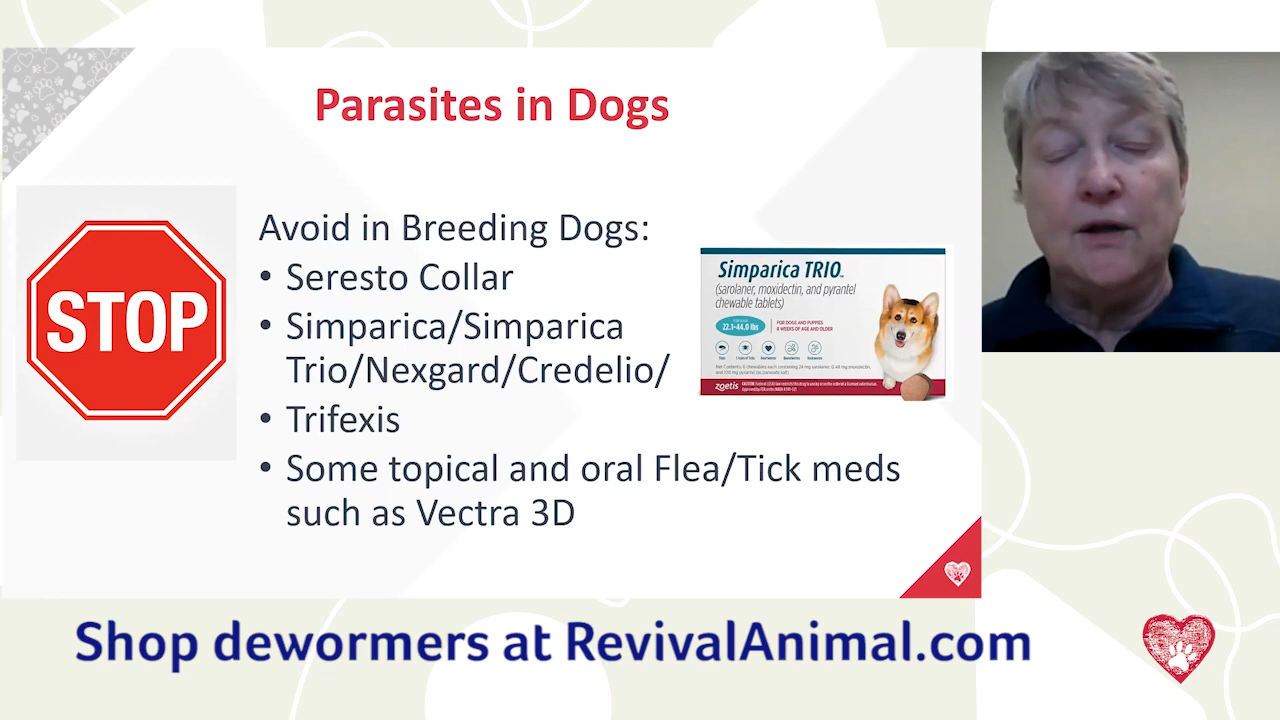 Parasites in Dogs
STOP
Avoid in Breeding Dogs:
• Seresto Collar
• Simparica/Simparica
Trio/Nexgard/Credelio/
• Trifexis
• Some topical and oral Flea/Tick meds
such as Vectra 3D
Simparica TRIO™
(sarolaner, moxidectin, and pyrantel
chewable tablets)
22.1-44.0 lbs
FOR DOGS AND PUPPIES
8 WEEKS OF AGE AND OLDER
zoetis
Shop dewormers at RevivalAnimal.com